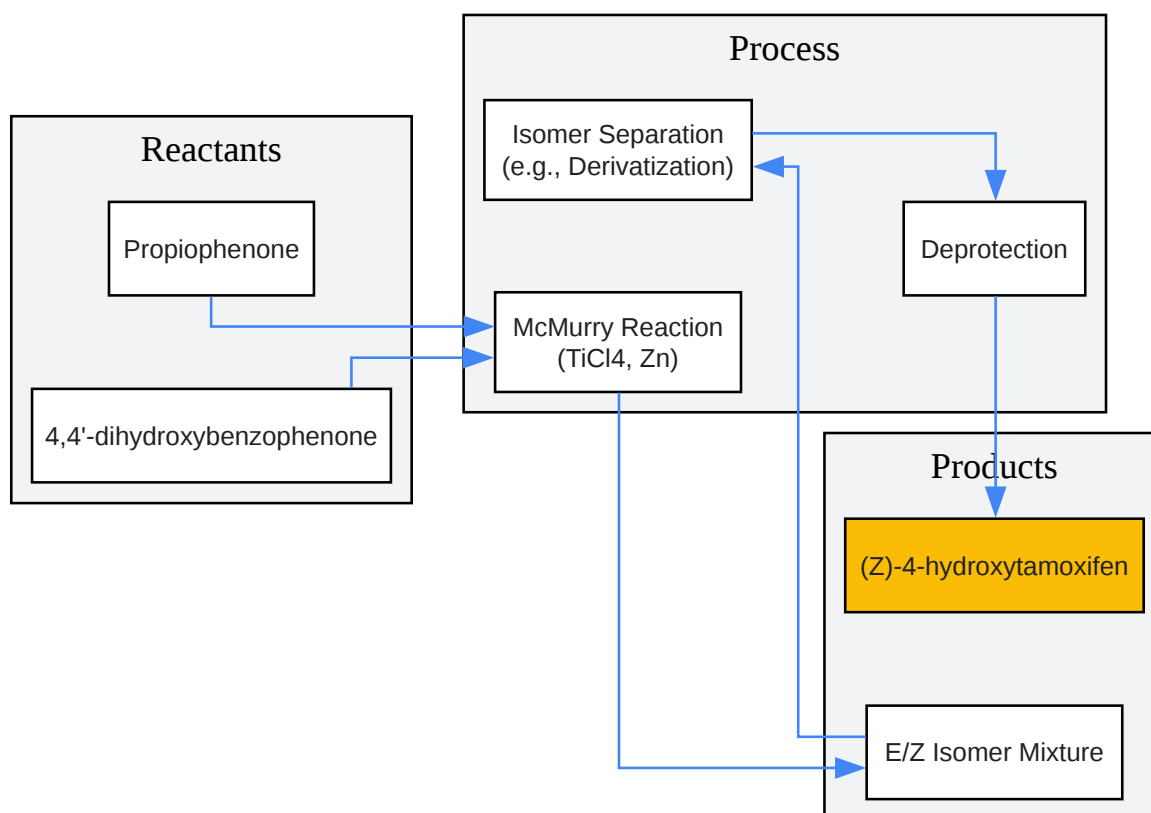 Process
Isomer Separation
(e.g., Derivatization)
Reactants
Propiophenone
Deprotection
McMurry Reaction
(TiCl4, Zn)
4,4'-dihydroxybenzophenone
Products
(Z)-4-hydroxytamoxifen
E/Z Isomer Mixture